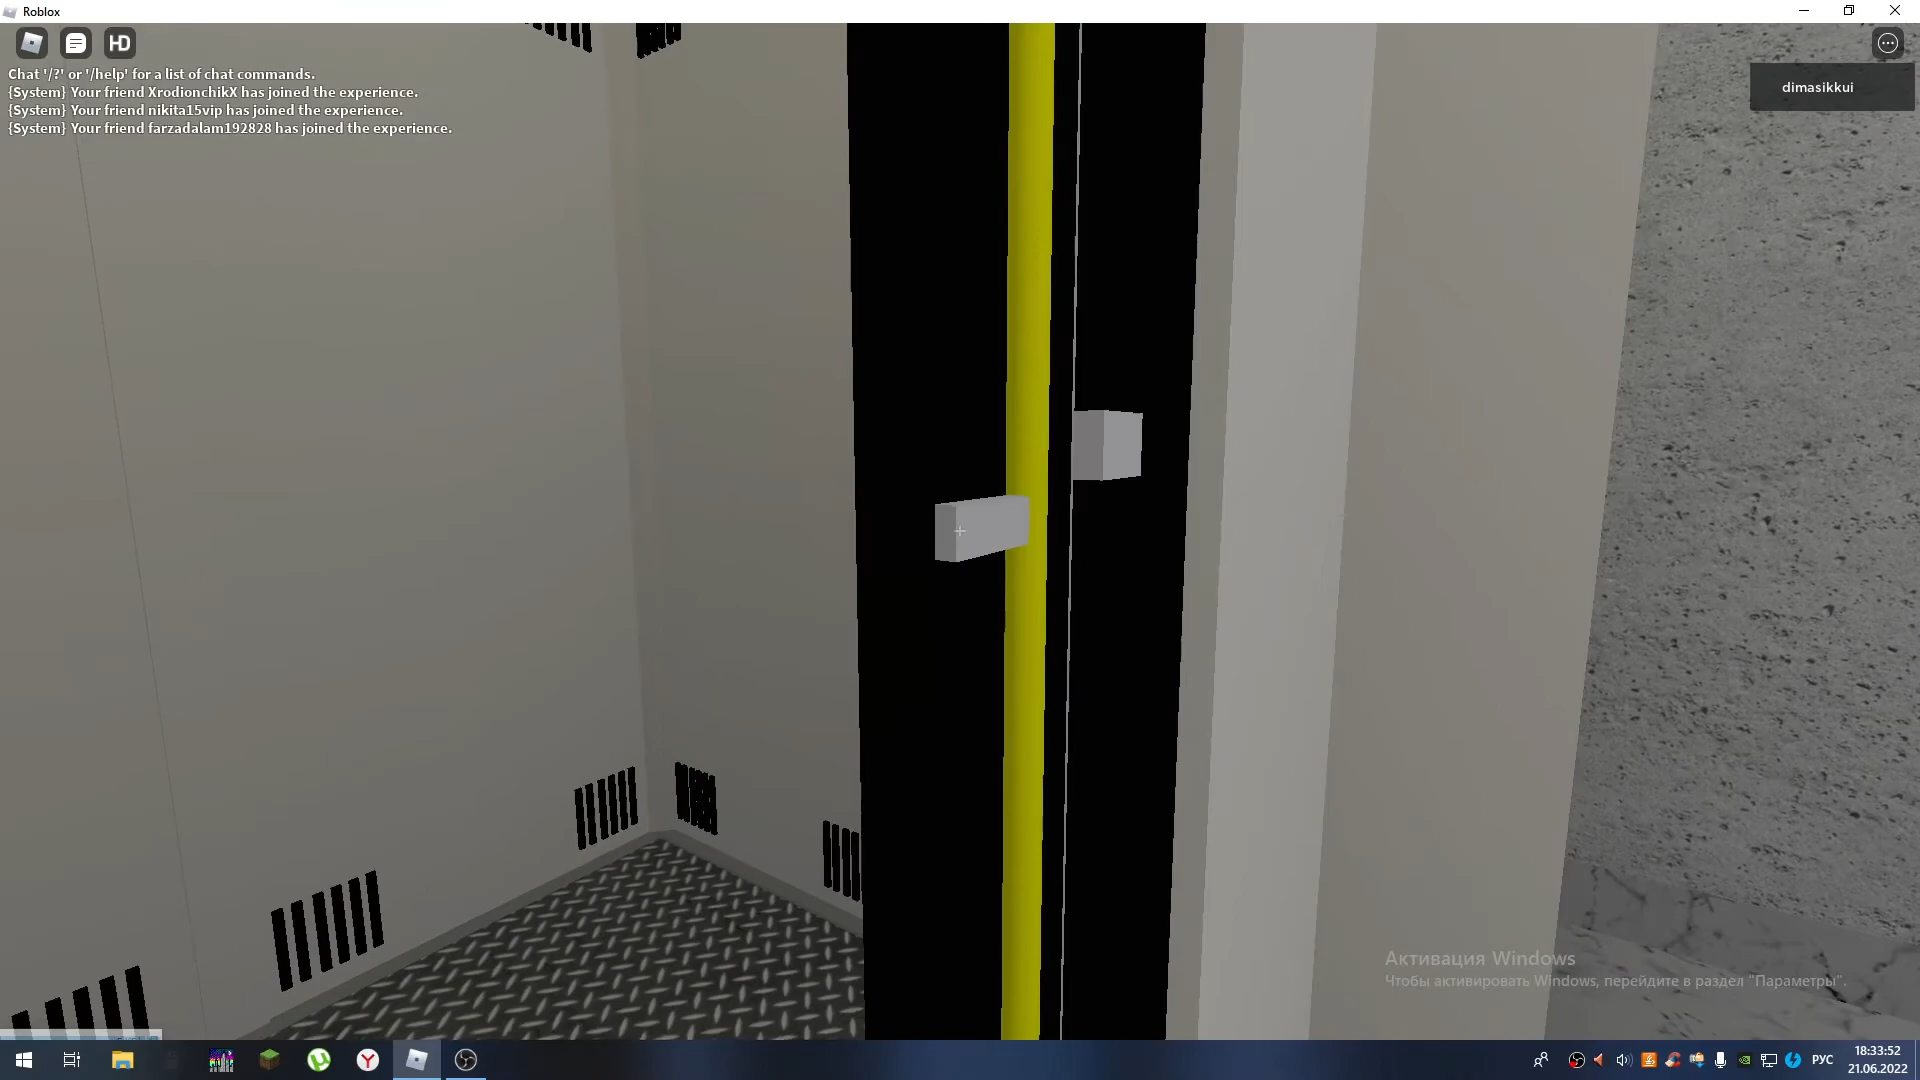 Roblox
HD
Chat '/?' or '/help' for a list of chat commands.
{System} Your friend XrodionchikX has joined the experience.
{System} Your friend nikita15vip has joined the experience.
{System} Your friend farzadalam192828 has joined the experience.
dimasikkui
Активация Windows
Чтобы активировать Windows, перейдите в раздел "Параметры".
РУС
18:33:52
21.06.2022